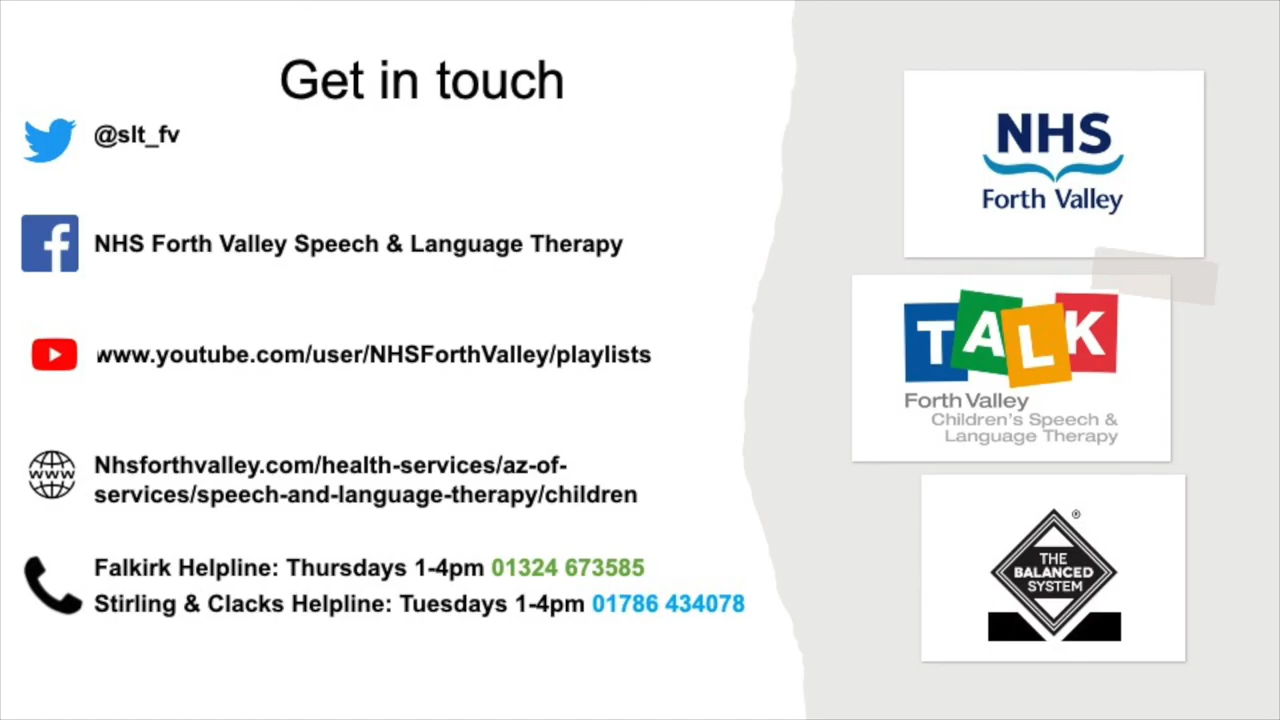 Get in touch
@slt_fv
NHS Forth Valley Speech & Language Therapy
www.youtube.com/user/NHSForthValley/playlists
www
Nhsforthvalley.com/health-services/az-of-
services/speech-and-language-therapy/children
Falkirk Helpline: Thursdays 1-4pm 01324 673585
Stirling & Clacks Helpline: Tuesdays 1-4pm 01786 434078
NHS
Forth Valley
TALK
Forth Valley
Children's Speech &
Language Therapy
®
THE
BALANCED
SYSTEM